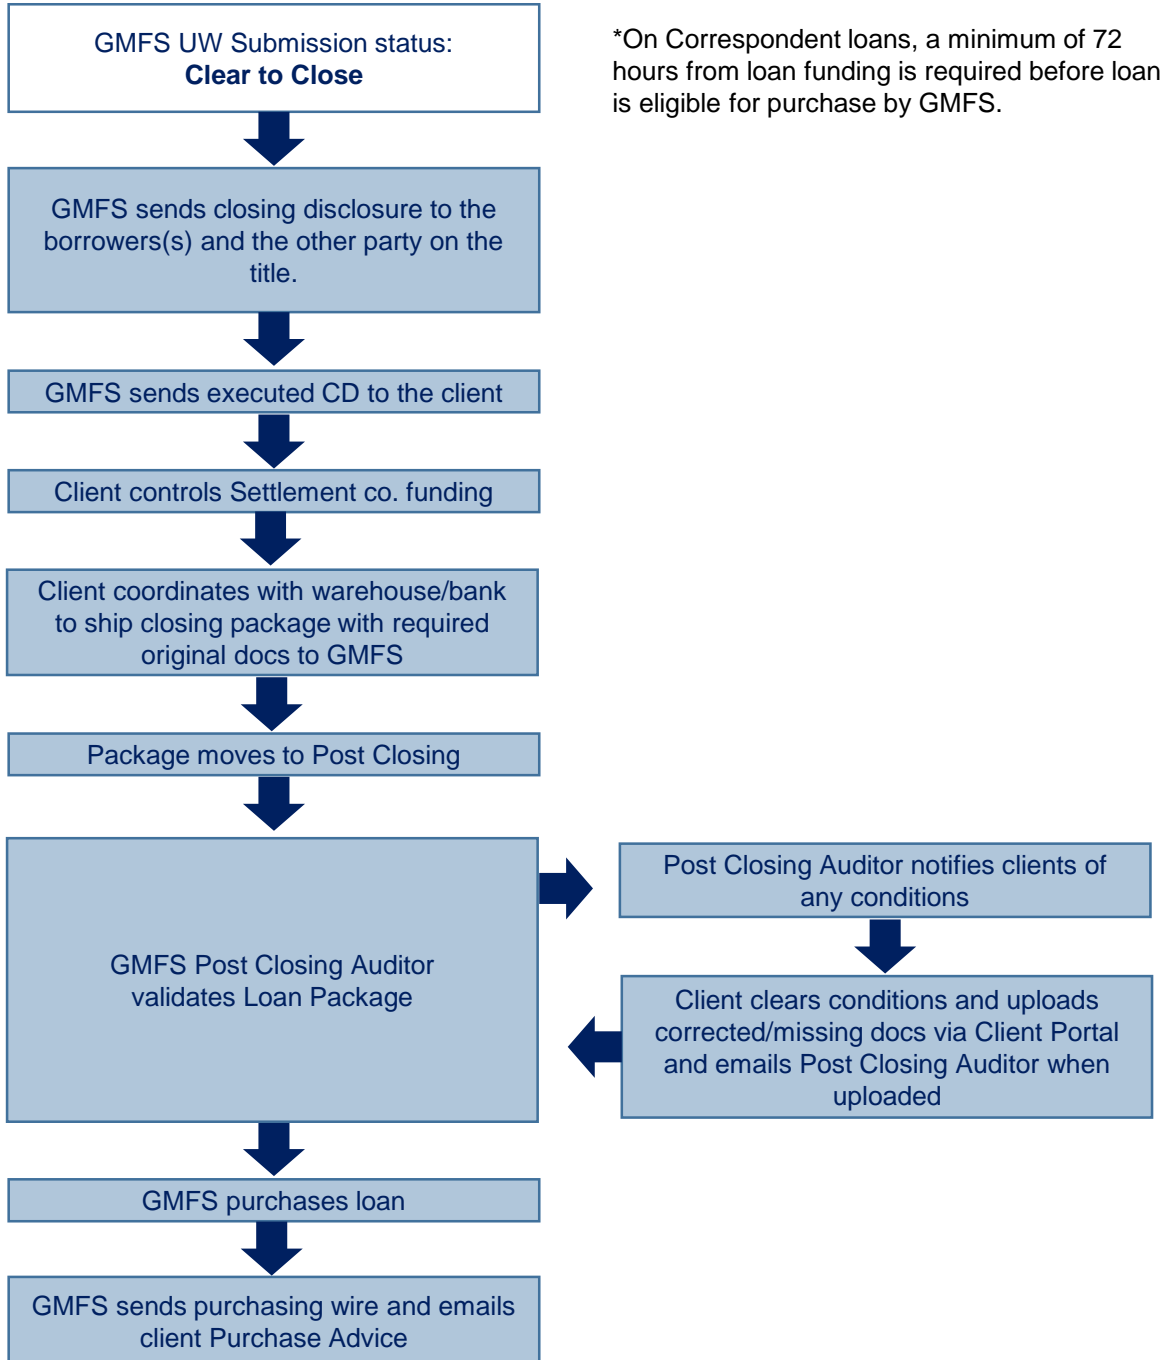 GMFS UW Submission status:
Clear to Close
*On Correspondent loans, a minimum of 72
hours from loan funding is required before loan
is eligible for purchase by GMFS.
GMFS sends closing disclosure to the
borrowers(s) and the other party on the
title.
GMFS sends executed CD to the client
Client controls Settlement co. funding
Client coordinates with warehouse/bank
to ship closing package with required
original docs to GMFS
Package moves to Post Closing
GMFS Post Closing Auditor
validates Loan Package
Post Closing Auditor notifies clients of
any conditions
Client clears conditions and uploads
corrected/missing docs via Client Portal
and emails Post Closing Auditor when
uploaded
GMFS purchases loan
GMFS sends purchasing wire and emails
client Purchase Advice